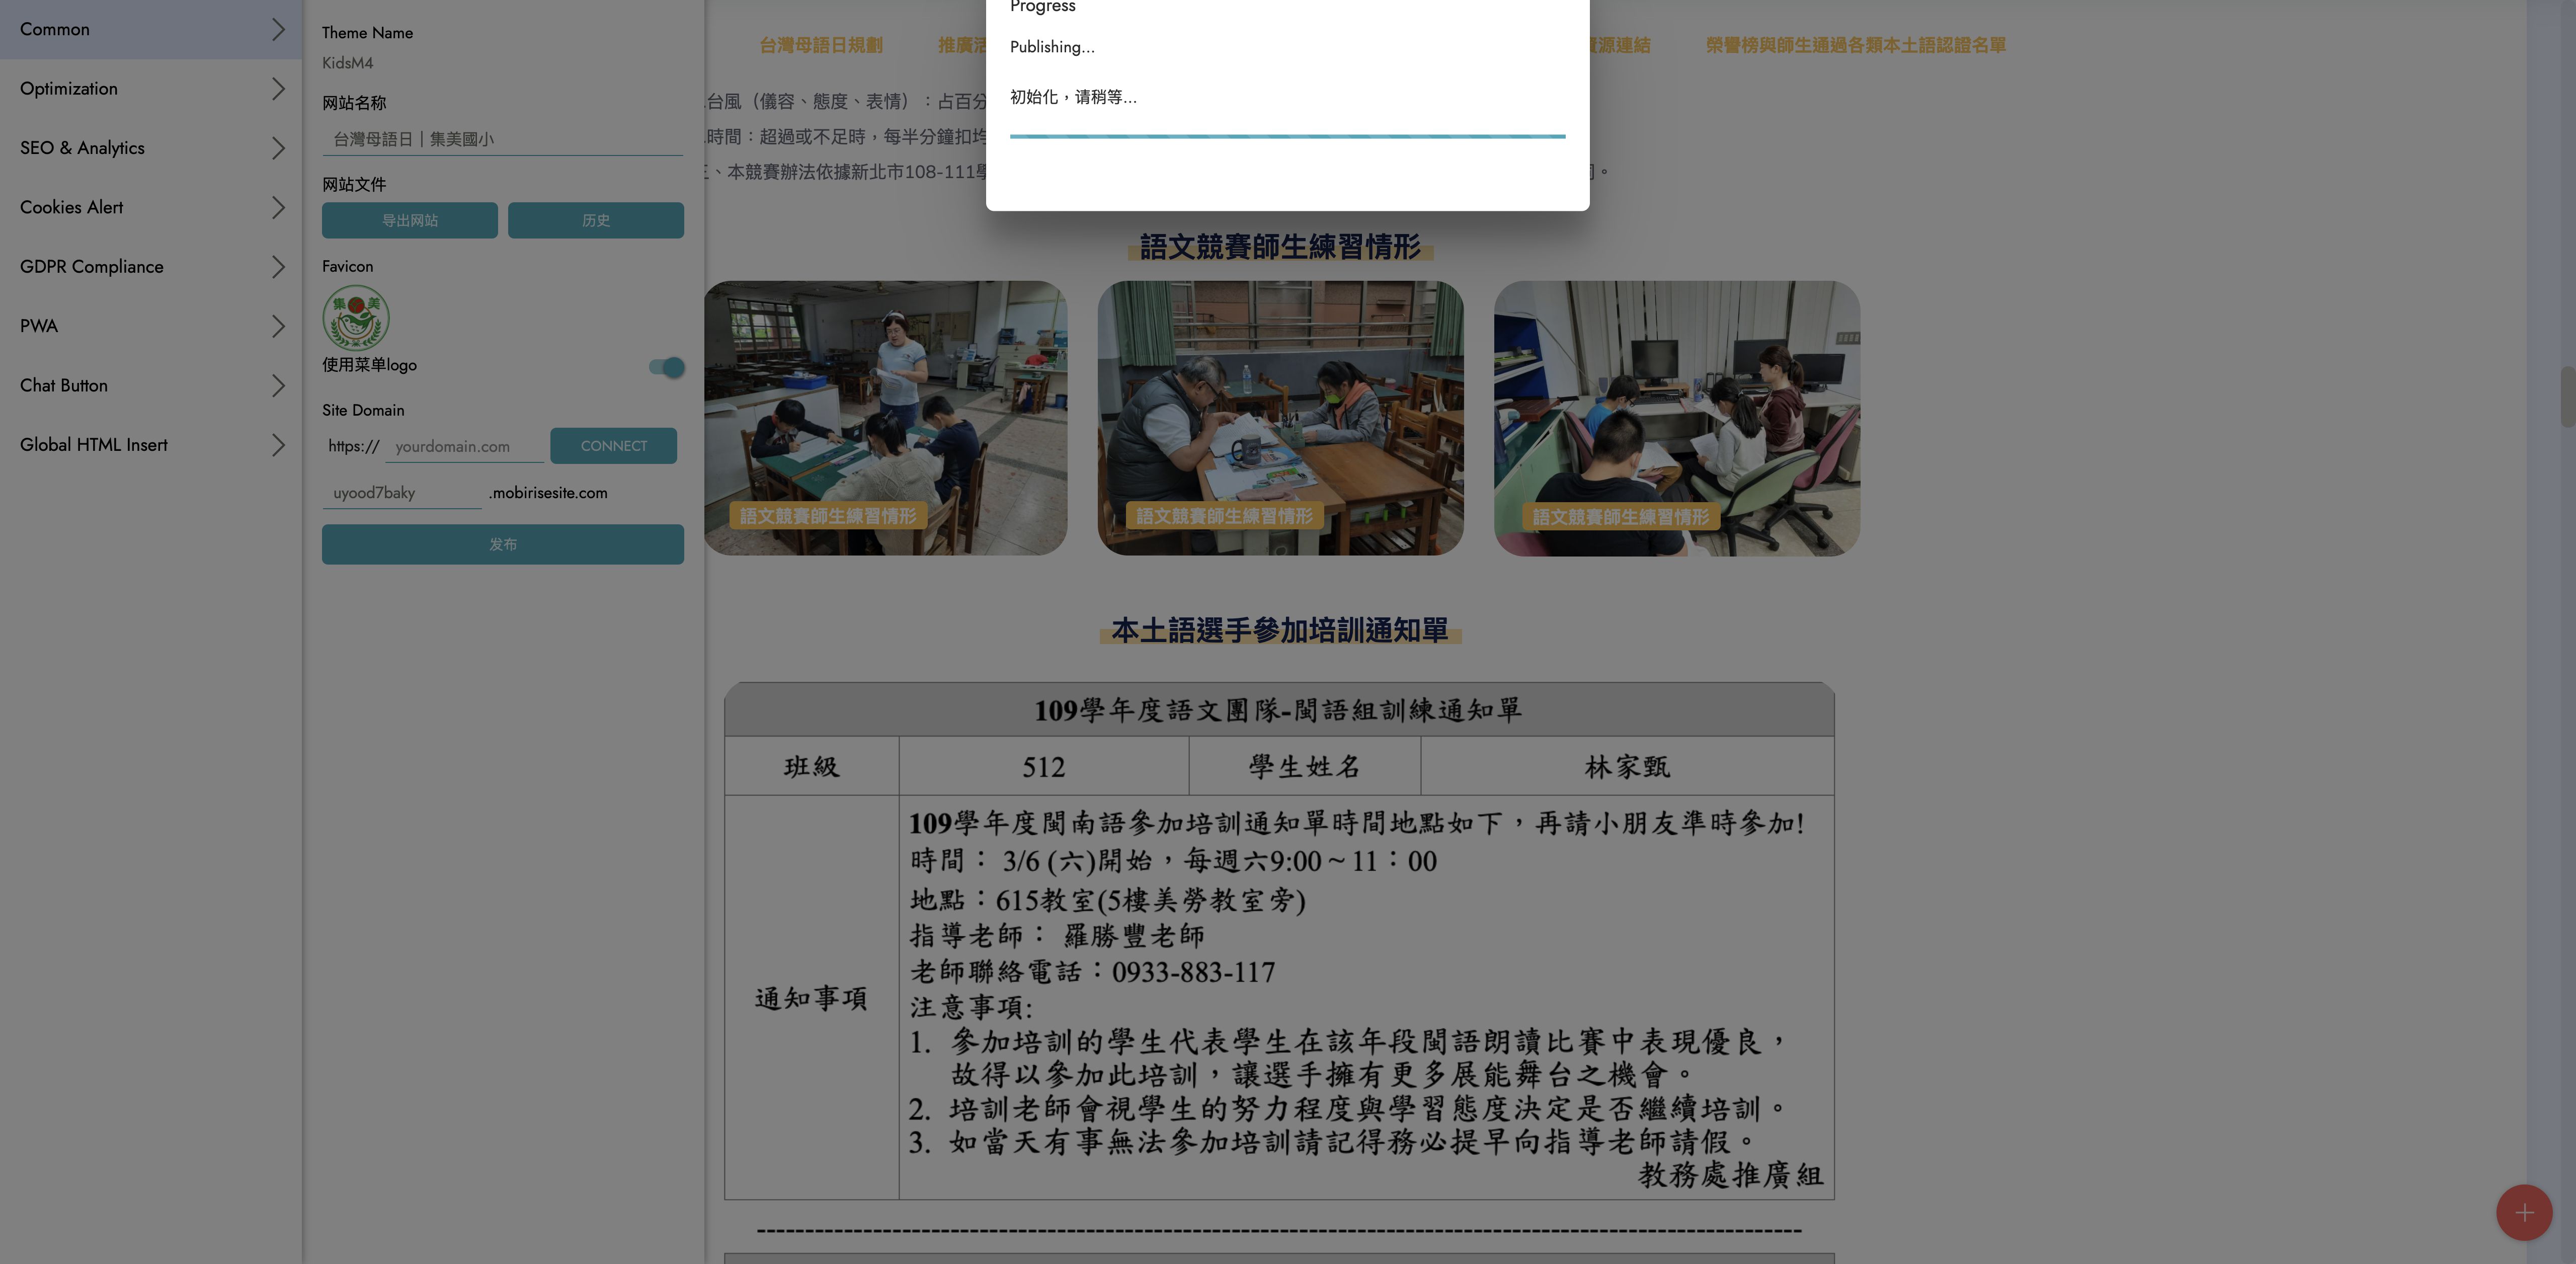 Common
Optimization
SEO & Analytics
Cookies Alert
GDPR Compliance
PWA
Chat Button
Global HTML Insert
Theme Name
KidsM4
网站名称
台灣母語日｜集美國小
网站文件
导出网站
历史
Favicon
集 美
使用菜单logo
Site Domain
https:// yourdomain.com CONNECT
uyood7baky .mobirisesite.com
发布
Progress
Publishing...
初始化，请稍等...
台灣母語日規劃 推廣活 資源連結 榮譽榜與師生通過各類本土語認證名單
台風（儀容、態度、表情）：占百分
時間：超過或不足時，每半分鐘扣均
、本競賽辦法依據新北市108-111學
語文競賽師生練習情形
語文競賽師生練習情形
語文競賽師生練習情形
語文競賽師生練習情形
本土語選手參加培訓通知單
109學年度語文團隊-閩語組訓練通知單
班級 512 學生姓名 林家甄
通知事項
109學年度閩南語參加培訓通知單時間地點如下，再請小朋友準時參加!
時間： 3/6 (六)開始，每週六9:00～11：00
地點：615教室(5樓美勞教室旁)
指導老師： 羅勝豐老師
老師聯絡電話：0933-883-117
注意事項:
1. 參加培訓的學生代表學生在該年段閩語朗讀比賽中表現優良，
故得以參加此培訓，讓選手擁有更多展能舞台之機會。
2. 培訓老師會視學生的努力程度與學習態度決定是否繼續培訓。
3. 如當天有事無法參加培訓請記得務必提早向指導老師請假。
教務處推廣組